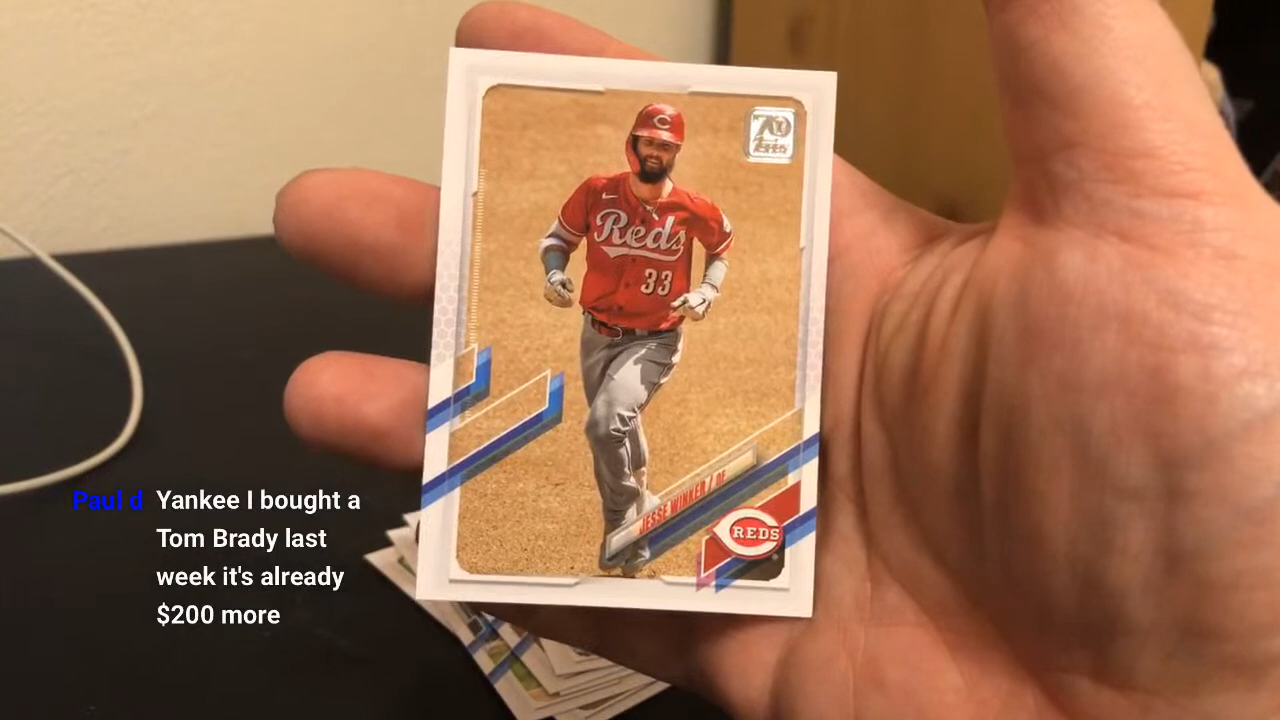 70
Topps
C
Reds
33
JESSE WINKER / OF
REDS
Paul d Yankee I bought a
Tom Brady last
week it's already
$200 more